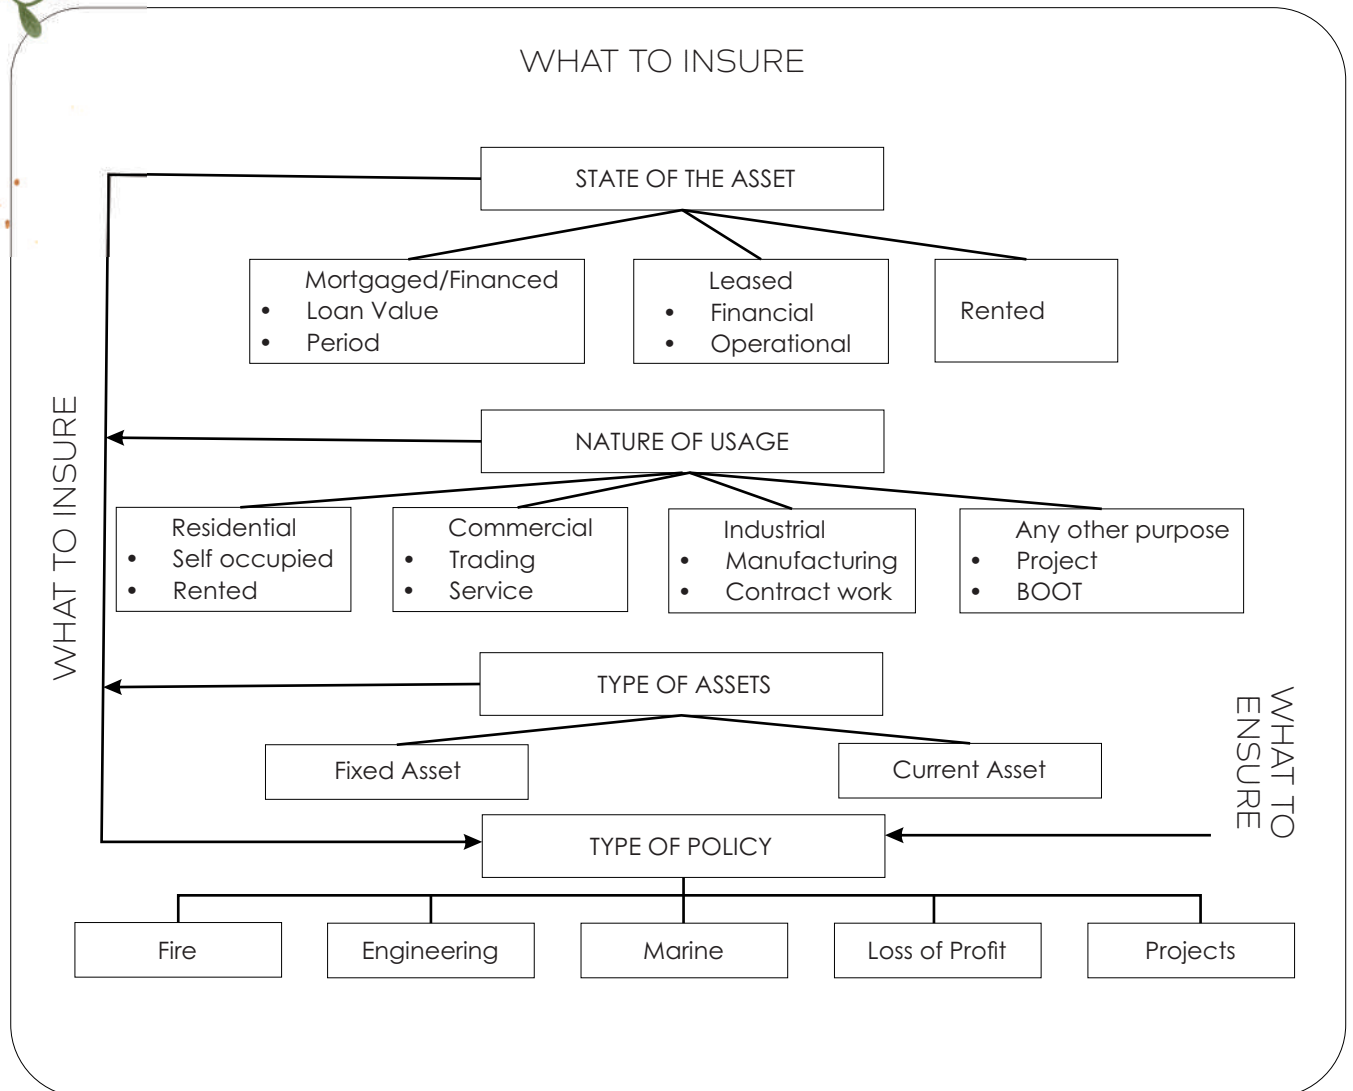 WHAT TO INSURE
STATE OF THE ASSET
Mortgaged/Financed
• Loan Value
• Period
Leased
• Financial
• Operational
Rented
WHAT TO INSURE
NATURE OF USAGE
Residential
• Self occupied
• Rented
Commercial
• Trading
• Service
Industrial
• Manufacturing
• Contract work
Any other purpose
• Project
• BOOT
TYPE OF ASSETS
Fixed Asset
Current Asset
WHAT TO
ENSURE
TYPE OF POLICY
Fire
Engineering
Marine
Loss of Profit
Projects